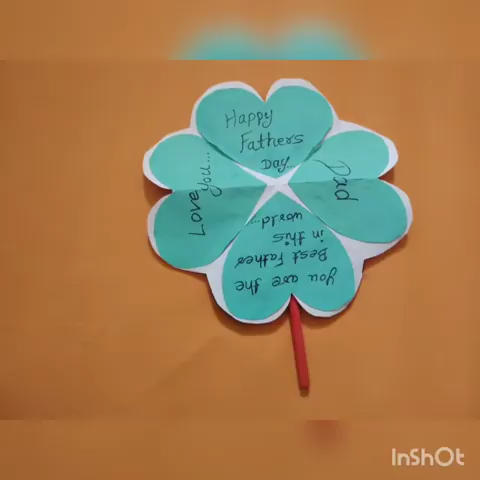 Happy
Fathers
Day...
Dad
You are the
Best Father
in this
world...
Love
You...
InShOt